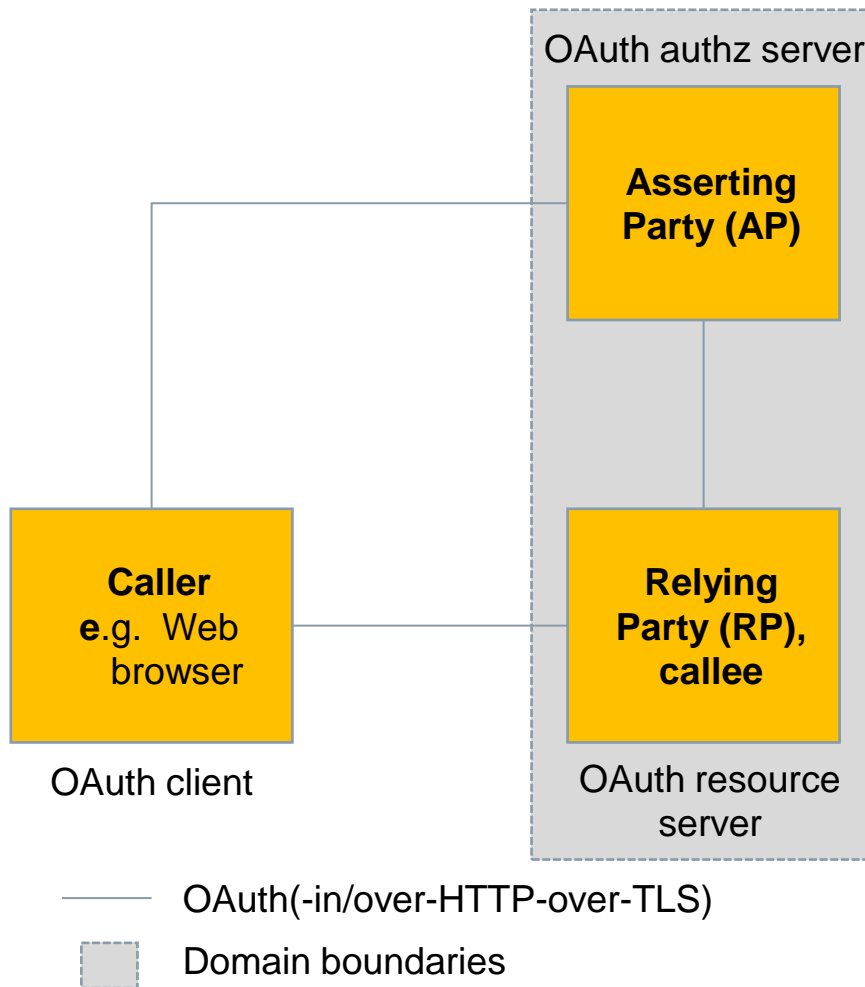 OAuth authz server
Asserting
Party (AP)
Caller
e.g. Web
browser
Relying
Party (RP),
callee
OAuth client
OAuth resource
server
OAuth(-in/over-HTTP-over-TLS)
Domain boundaries